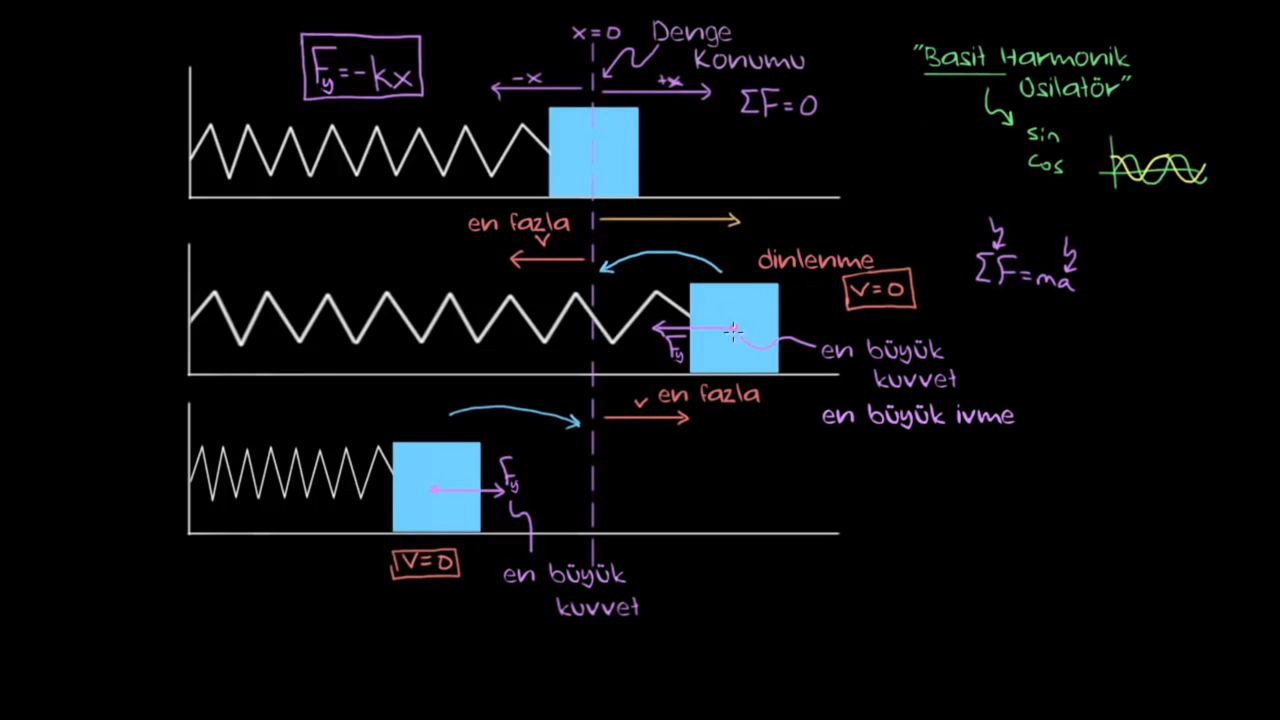 x=0
Denge
Konumu
Fy=-kx
-x
+x
ΣF=0
"Basit Harmonik
Osilatör"
sin
cos
en fazla
v
dinlenme
v=0
ΣF=ma
Fy
en büyük
kuvvet
v en fazla
en büyük ivme
Fy
V=0
en büyük
kuvvet